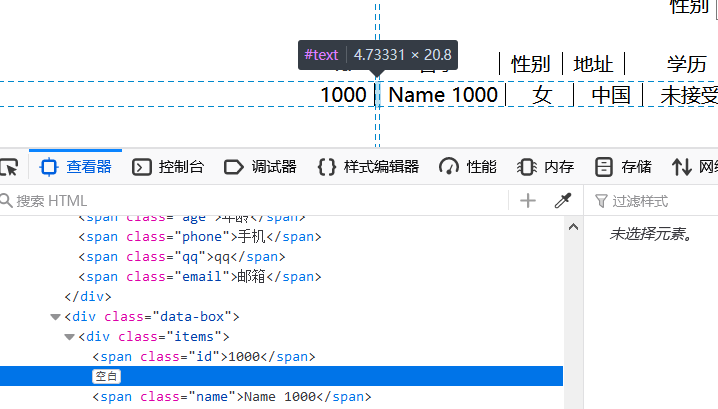 性别
#text 4.73331 × 20.8
性别 地址 学历
1000 Name 1000 女 中国 未接受
查看器 控制台 调试器 样式编辑器 性能 内存 存储 网络
搜索 HTML
过滤样式
<span class="age">年龄</span>
未选择元素。
<span class="phone">手机</span>
<span class="qq">qq</span>
<span class="email">邮箱</span>
</div>
<div class="data-box">
<div class="items">
<span class="id">1000</span>
空白
<span class="name">Name 1000</span>